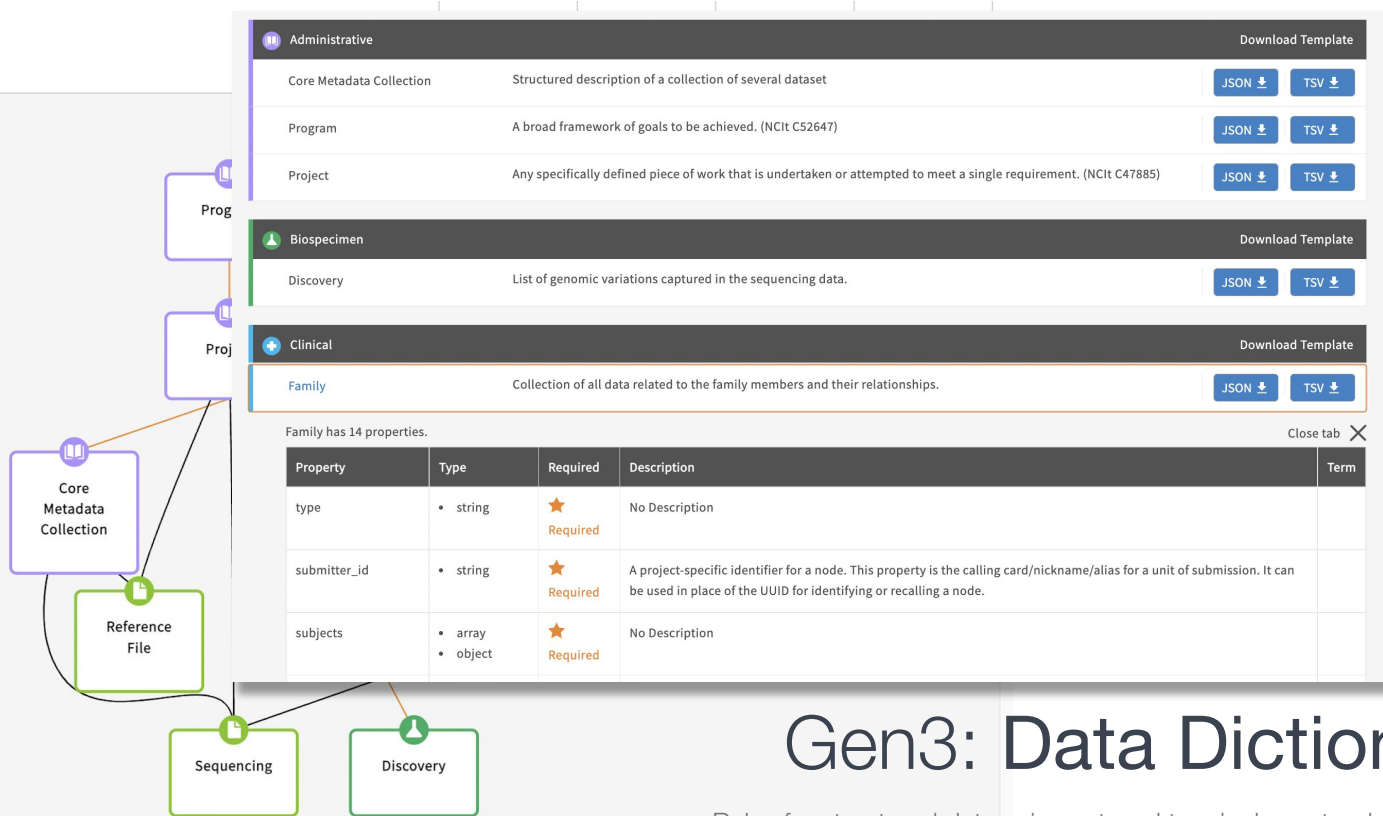 Administrative Download Template
Core Metadata Collection Structured description of a collection of several dataset JSON TSV
Program A broad framework of goals to be achieved. (NCIt C52647) JSON TSV
Project Any specifically defined piece of work that is undertaken or attempted to meet a single requirement. (NCIt C47885) JSON TSV
Biospecimen Download Template
Discovery List of genomic variations captured in the sequencing data. JSON TSV
Clinical Download Template
Family Collection of all data related to the family members and their relationships. JSON TSV
Family has 14 properties. Close tab
Property Type Required Description Term
type • string Required No Description
submitter_id • string Required A project-specific identifier for a node. This property is the calling card/nickname/alias for a unit of submission. It can
be used in place of the UUID for identifying or recalling a node.
subjects • array Required No Description
• object
Prog
Proj
Core
Metadata
Collection
Reference
File
Sequencing
Discovery
Gen3: Data Diction